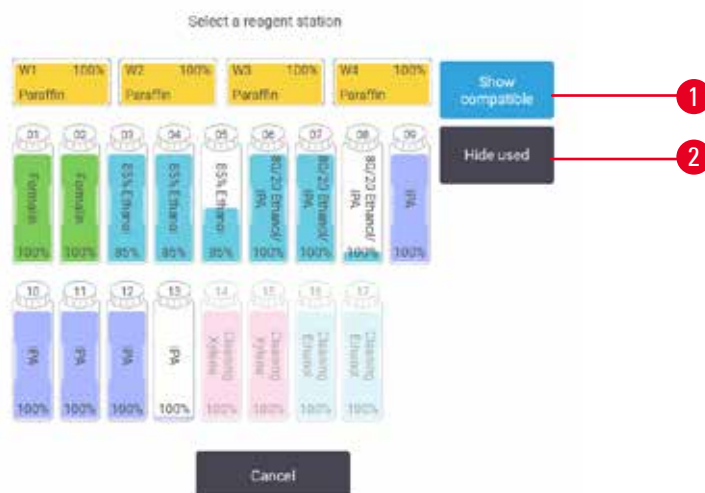 Select a reagent station
W1 100%
Paraffin
W2 100%
Paraffin
W3 100%
Paraffin
W4 100%
Paraffin
Show
compatible
1
Hide used
2
01
Formalin
100%
02
Formalin
100%
03
85% Ethanol
85%
04
85% Ethanol
85%
05
85% Ethanol
85%
06
80/20 Ethanol/
IPA
100%
07
80/20 Ethanol/
IPA
100%
08
80/20 Ethanol/
IPA
100%
09
IPA
100%
10
IPA
100%
11
IPA
100%
12
IPA
100%
13
IPA
100%
14
Cleaning
Xylene
100%
15
Cleaning
Xylene
100%
16
Cleaning
Ethanol
100%
17
Cleaning
Ethanol
100%
Cancel